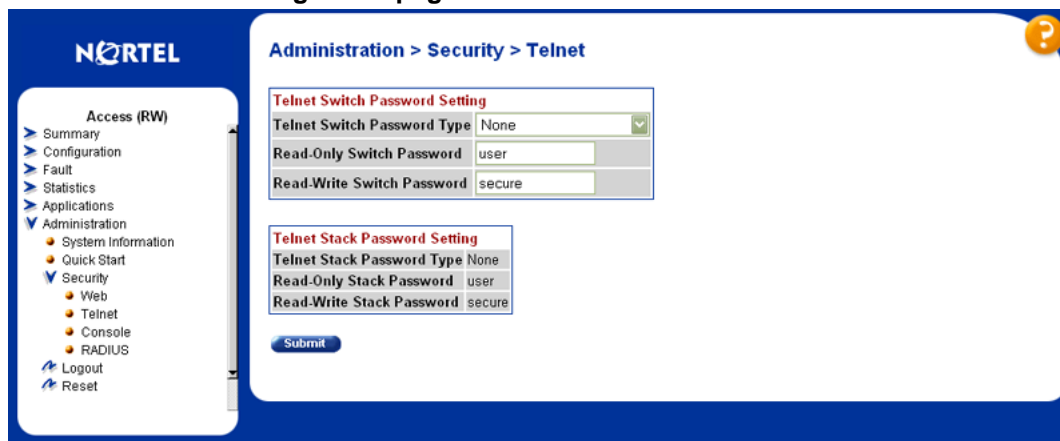 NORTEL
Access (RW)
Summary
Configuration
Fault
Statistics
Applications
Administration
System Information
Quick Start
Security
Web
Telnet
Console
RADIUS
Logout
Reset
Administration > Security > Telnet
?
Telnet Switch Password Setting
Telnet Switch Password Type None
Read-Only Switch Password user
Read-Write Switch Password secure
Telnet Stack Password Setting
Telnet Stack Password Type None
Read-Only Stack Password user
Read-Write Stack Password secure
Submit